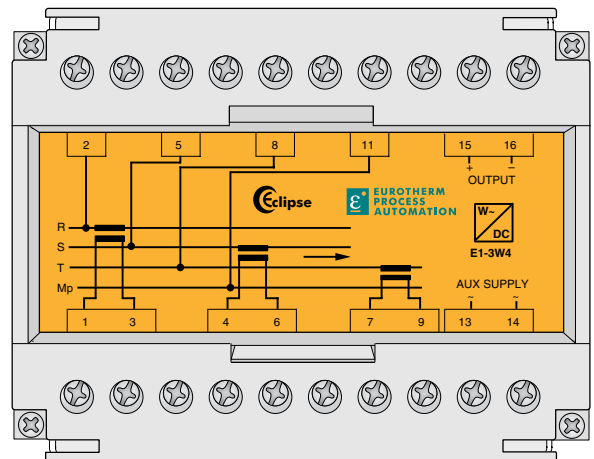 2 5 8 11 15 16
+ −
OUTPUT
Eclipse
ε
EUROTHERM
PROCESS
AUTOMATION
W~
DC
E1-3W4
R
S
T
Mp
AUX SUPPLY
~ ~
1 3 4 6 7 9 13 14